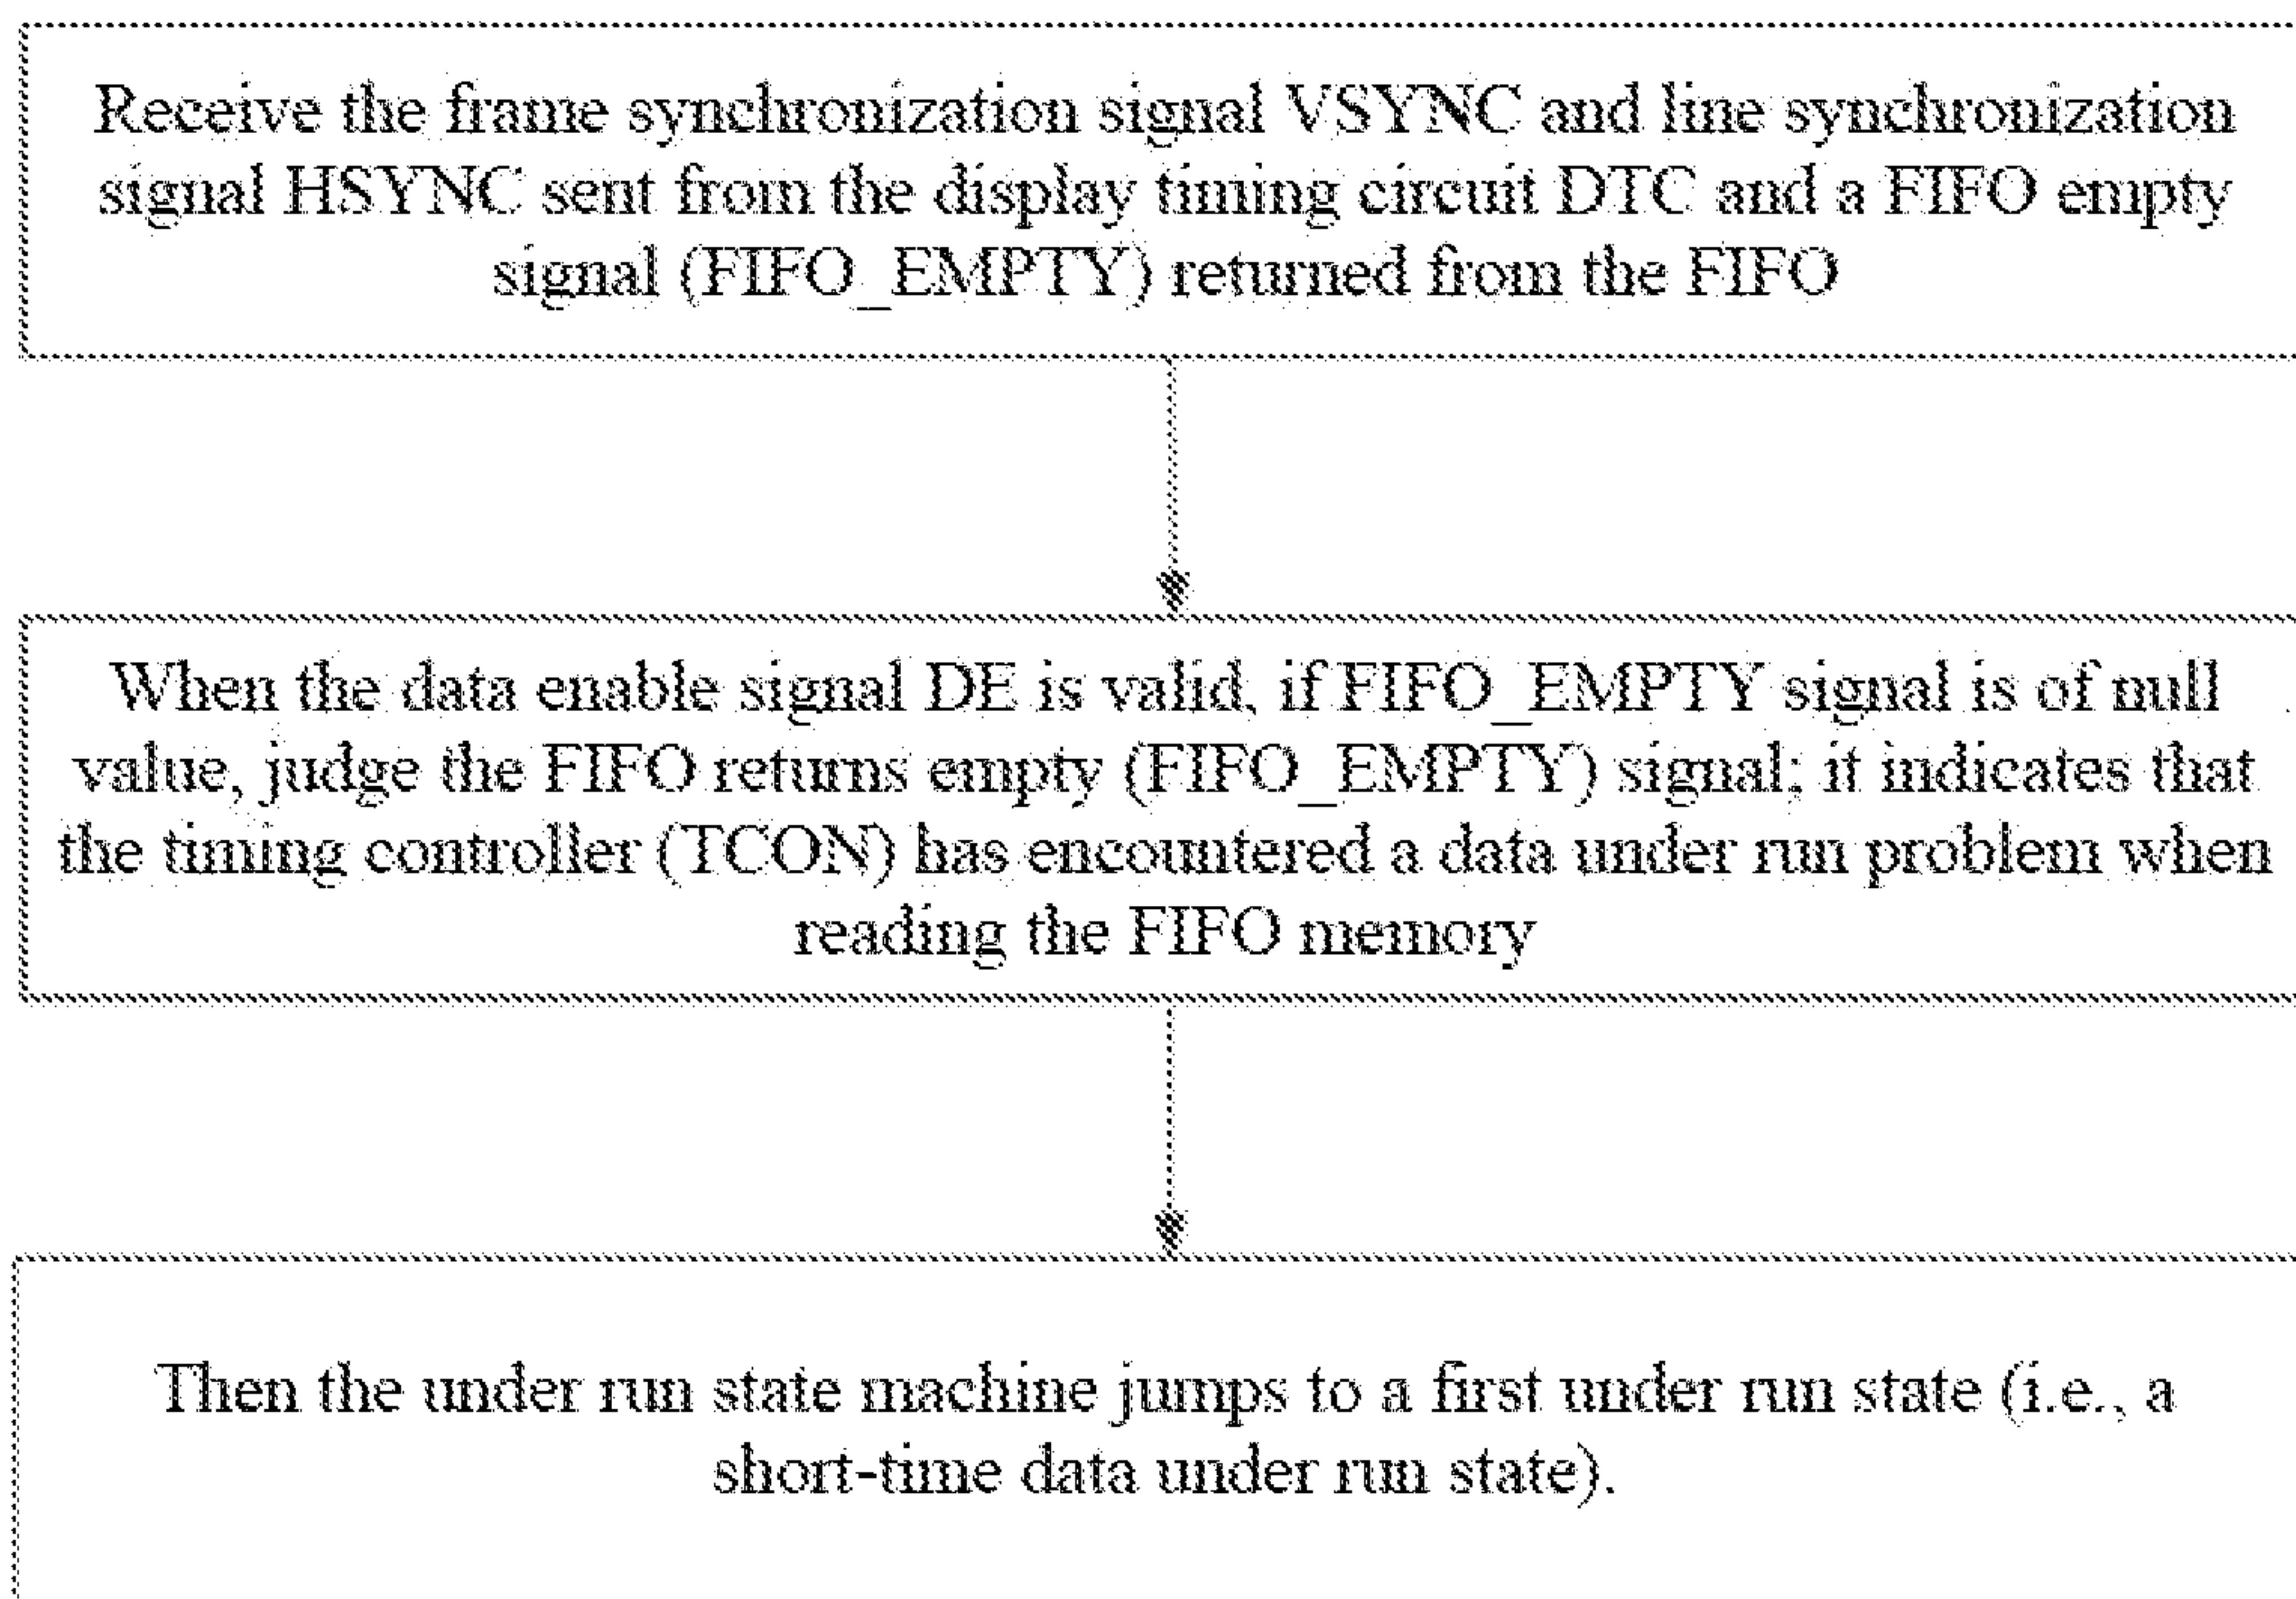 Receive the frame synchronization signal VSYNC and line synchronization
signal HSYNC sent from the display timing circuit DTC and a FIFO empty
signal (FIFO_EMPTY) returned from the FIFO
When the data enable signal DE is valid, if FIFO_EMPTY signal is of null
value, judge the FIFO returns empty (FIFO_EMPTY) signal; it indicates that
the timing controller (TCON) has encountered a data under run problem when
reading the FIFO memory
Then the under run state machine jumps to a first under run state (i.e., a
short-time data under run state).